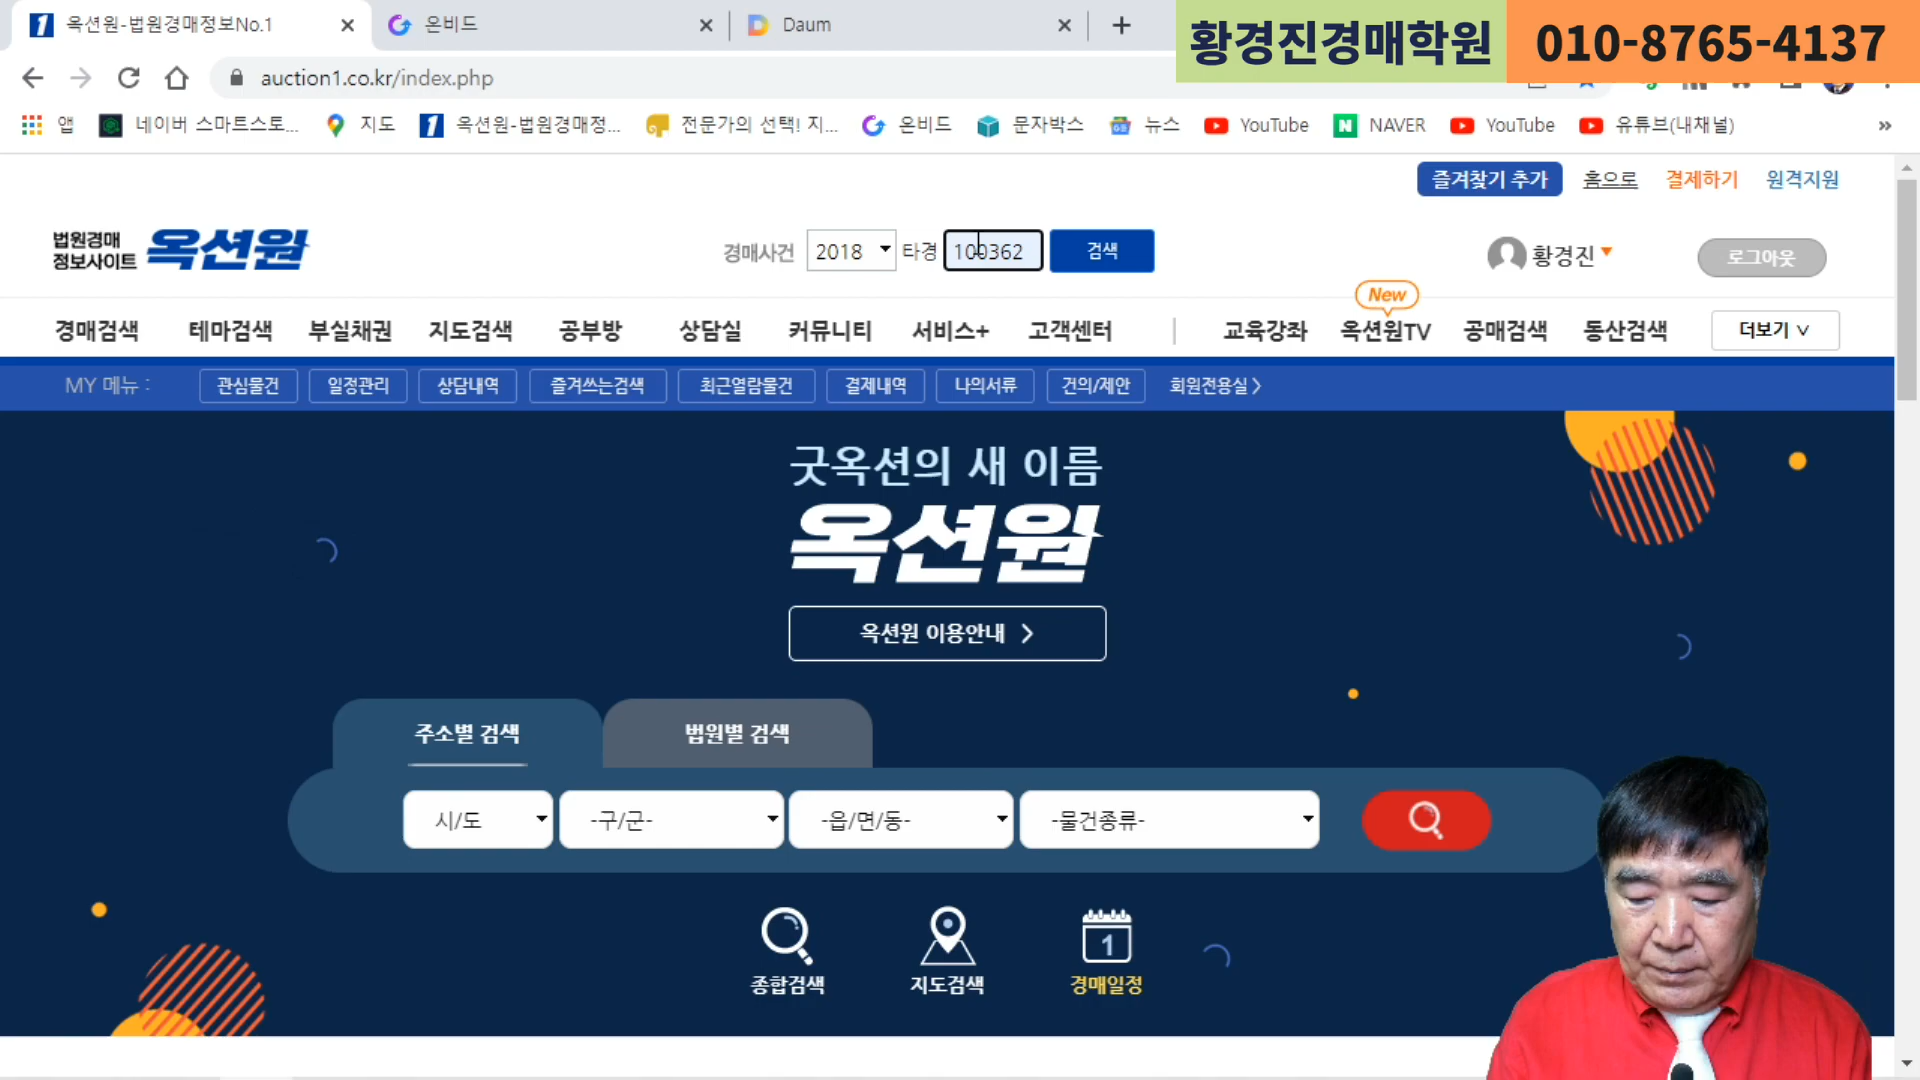 옥션원-법원경매정보No.1
온비드
Daum
황경진경매학원
010-8765-4137
auction1.co.kr/index.php
앱
네이버 스마트스토...
지도
옥션원-법원경매정...
전문가의 선택! 지...
온비드
문자박스
뉴스
YouTube
NAVER
YouTube
유튜브(내채널)
즐겨찾기 추가
홈으로
결제하기
원격지원
법원경매
정보사이트
옥션원
경매사건
2018
타경
100362
검색
황경진
로그아웃
New
경매검색
테마검색
부실채권
지도검색
공부방
상담실
커뮤니티
서비스+
고객센터
교육강좌
옥션원TV
공매검색
동산검색
더보기 ∨
MY 메뉴 :
관심물건
일정관리
상담내역
즐겨쓰는검색
최근열람물건
결제내역
나의서류
건의/제안
회원전용실 >
굿옥션의 새 이름
옥션원
옥션원 이용안내 >
주소별 검색
법원별 검색
시/도
-구/군-
-읍/면/동-
-물건종류-
1
종합검색
지도검색
경매일정